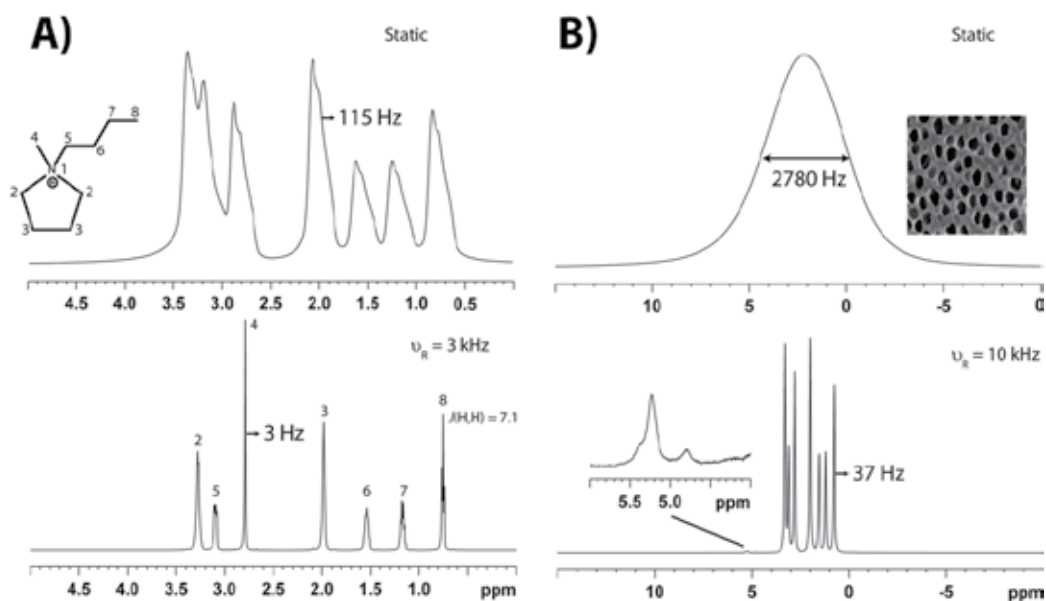 A)
Static
115 Hz
7 8
4 5 6
N 1
2 2
3 3
4.5 4.0 3.5 3.0 2.5 2.0 1.5 1.0 0.5
υR = 3 kHz
4
3 Hz
2
5
3
6
7
8
J(H,H) = 7.1
4.5 4.0 3.5 3.0 2.5 2.0 1.5 1.0 ppm
B)
Static
2780 Hz
10 5 0 -5
υR = 10 kHz
37 Hz
5.5 5.0 ppm
10 5 0 -5 ppm